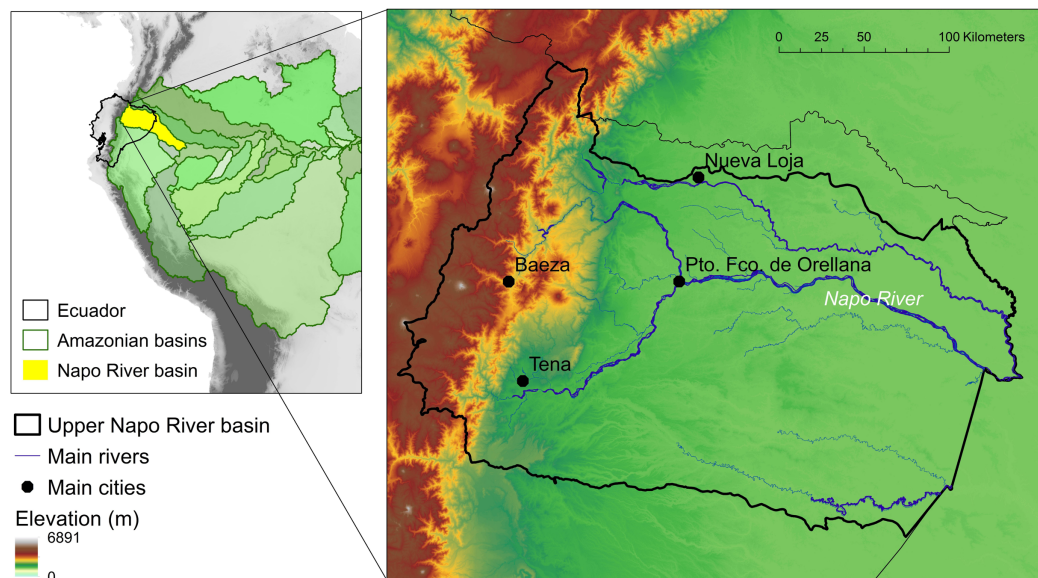 Ecuador
Amazonian basins
Napo River basin
Upper Napo River basin
Main rivers
Main cities
Elevation (m)
6891
0
0 25 50 100 Kilometers
Nueva Loja
Baeza
Pto. Fco. de Orellana
Napo River
Tena